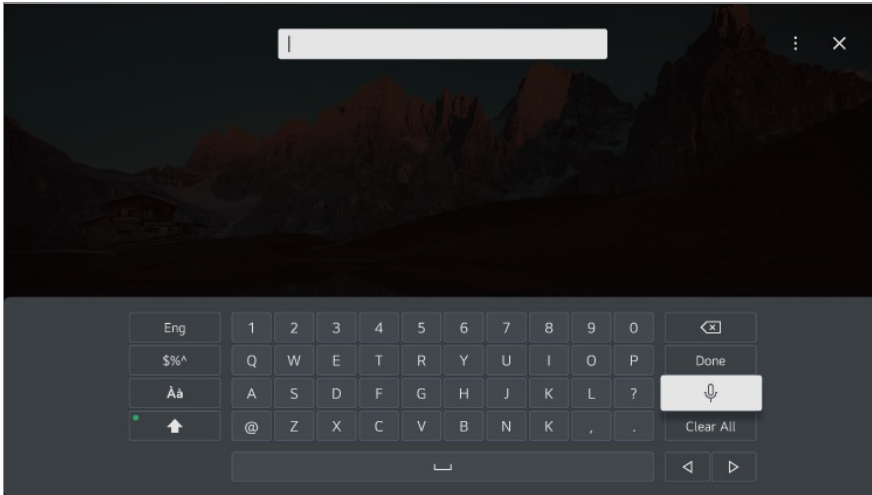 Eng 1 2 3 4 5 6 7 8 9 0
$%^ Q W E T R Y U I O P Done
Àà A S D F G H J K L ?
@ Z X C V B N K , . Clear All